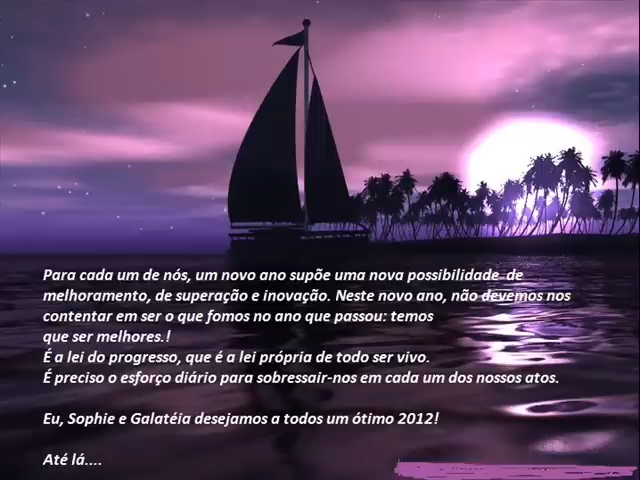 Para cada um de nós, um novo ano supõe uma nova possibilidade de
melhoramento, de superação e inovação. Neste novo ano, não devemos nos
contentar em ser o que fomos no ano que passou: temos
que ser melhores.!
É a lei do progresso, que é a lei própria de todo ser vivo.
É preciso o esforço diário para sobressair-nos em cada um dos nossos atos.
Eu, Sophie e Galatéia desejamos a todos um ótimo 2012!
Até lá....